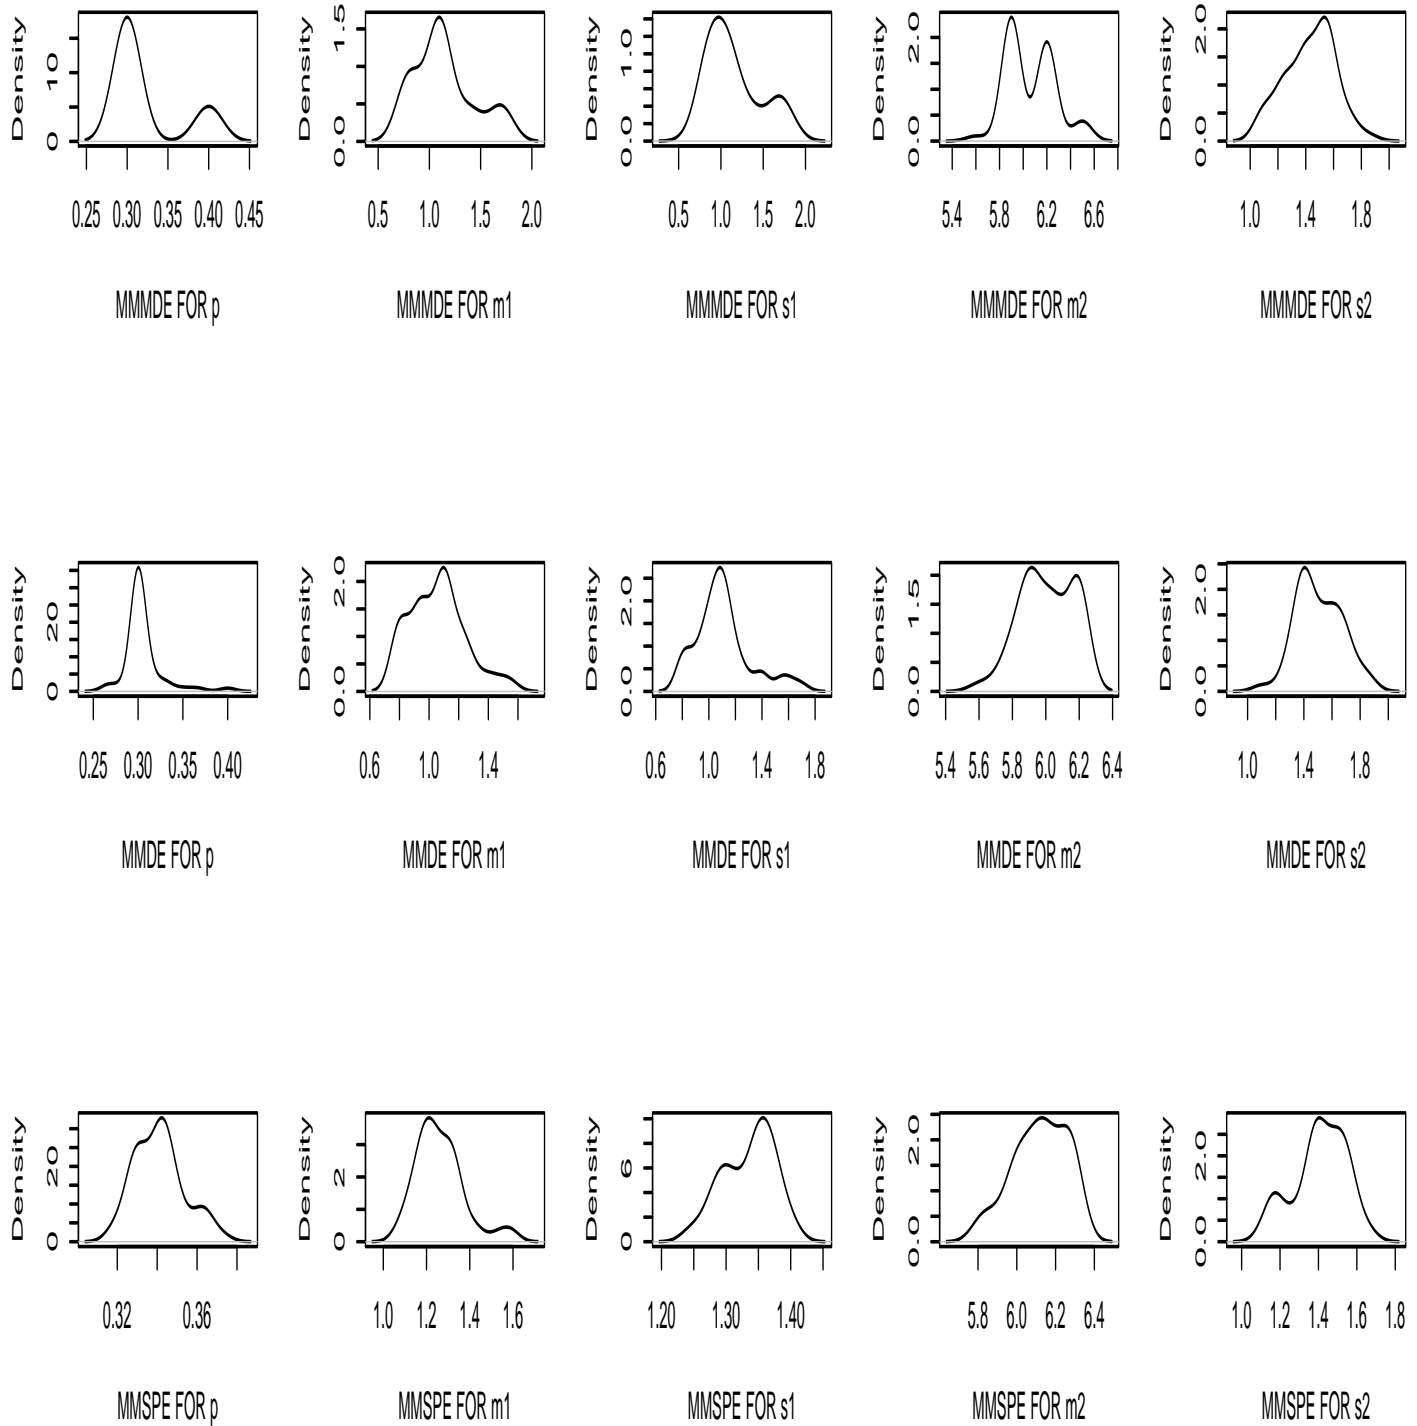 Density Density Density Density Density
0 10 0.0 1.5 0.0 1.0 0.0 2.0 0.0 2.0
0.25 0.30 0.35 0.40 0.45 0.5 1.0 1.5 2.0 0.5 1.0 1.5 2.0 5.4 5.8 6.2 6.6 1.0 1.4 1.8
MMMDE FOR p MMMDE FOR m1 MMMDE FOR s1 MMMDE FOR m2 MMMDE FOR s2
Density Density Density Density Density
0 20 0.0 2.0 0.0 2.0 0.0 1.5 0.0 2.0
0.25 0.30 0.35 0.40 0.6 1.0 1.4 0.6 1.0 1.4 1.8 5.4 5.6 5.8 6.0 6.2 6.4 1.0 1.4 1.8
MMDE FOR p MMDE FOR m1 MMDE FOR s1 MMDE FOR m2 MMDE FOR s2
Density Density Density Density Density
0 20 0 2 0 6 0.0 2.0 0.0 2.0
0.32 0.36 1.0 1.2 1.4 1.6 1.20 1.30 1.40 5.8 6.0 6.2 6.4 1.0 1.2 1.4 1.6 1.8
MMSPE FOR p MMSPE FOR m1 MMSPE FOR s1 MMSPE FOR m2 MMSPE FOR s2